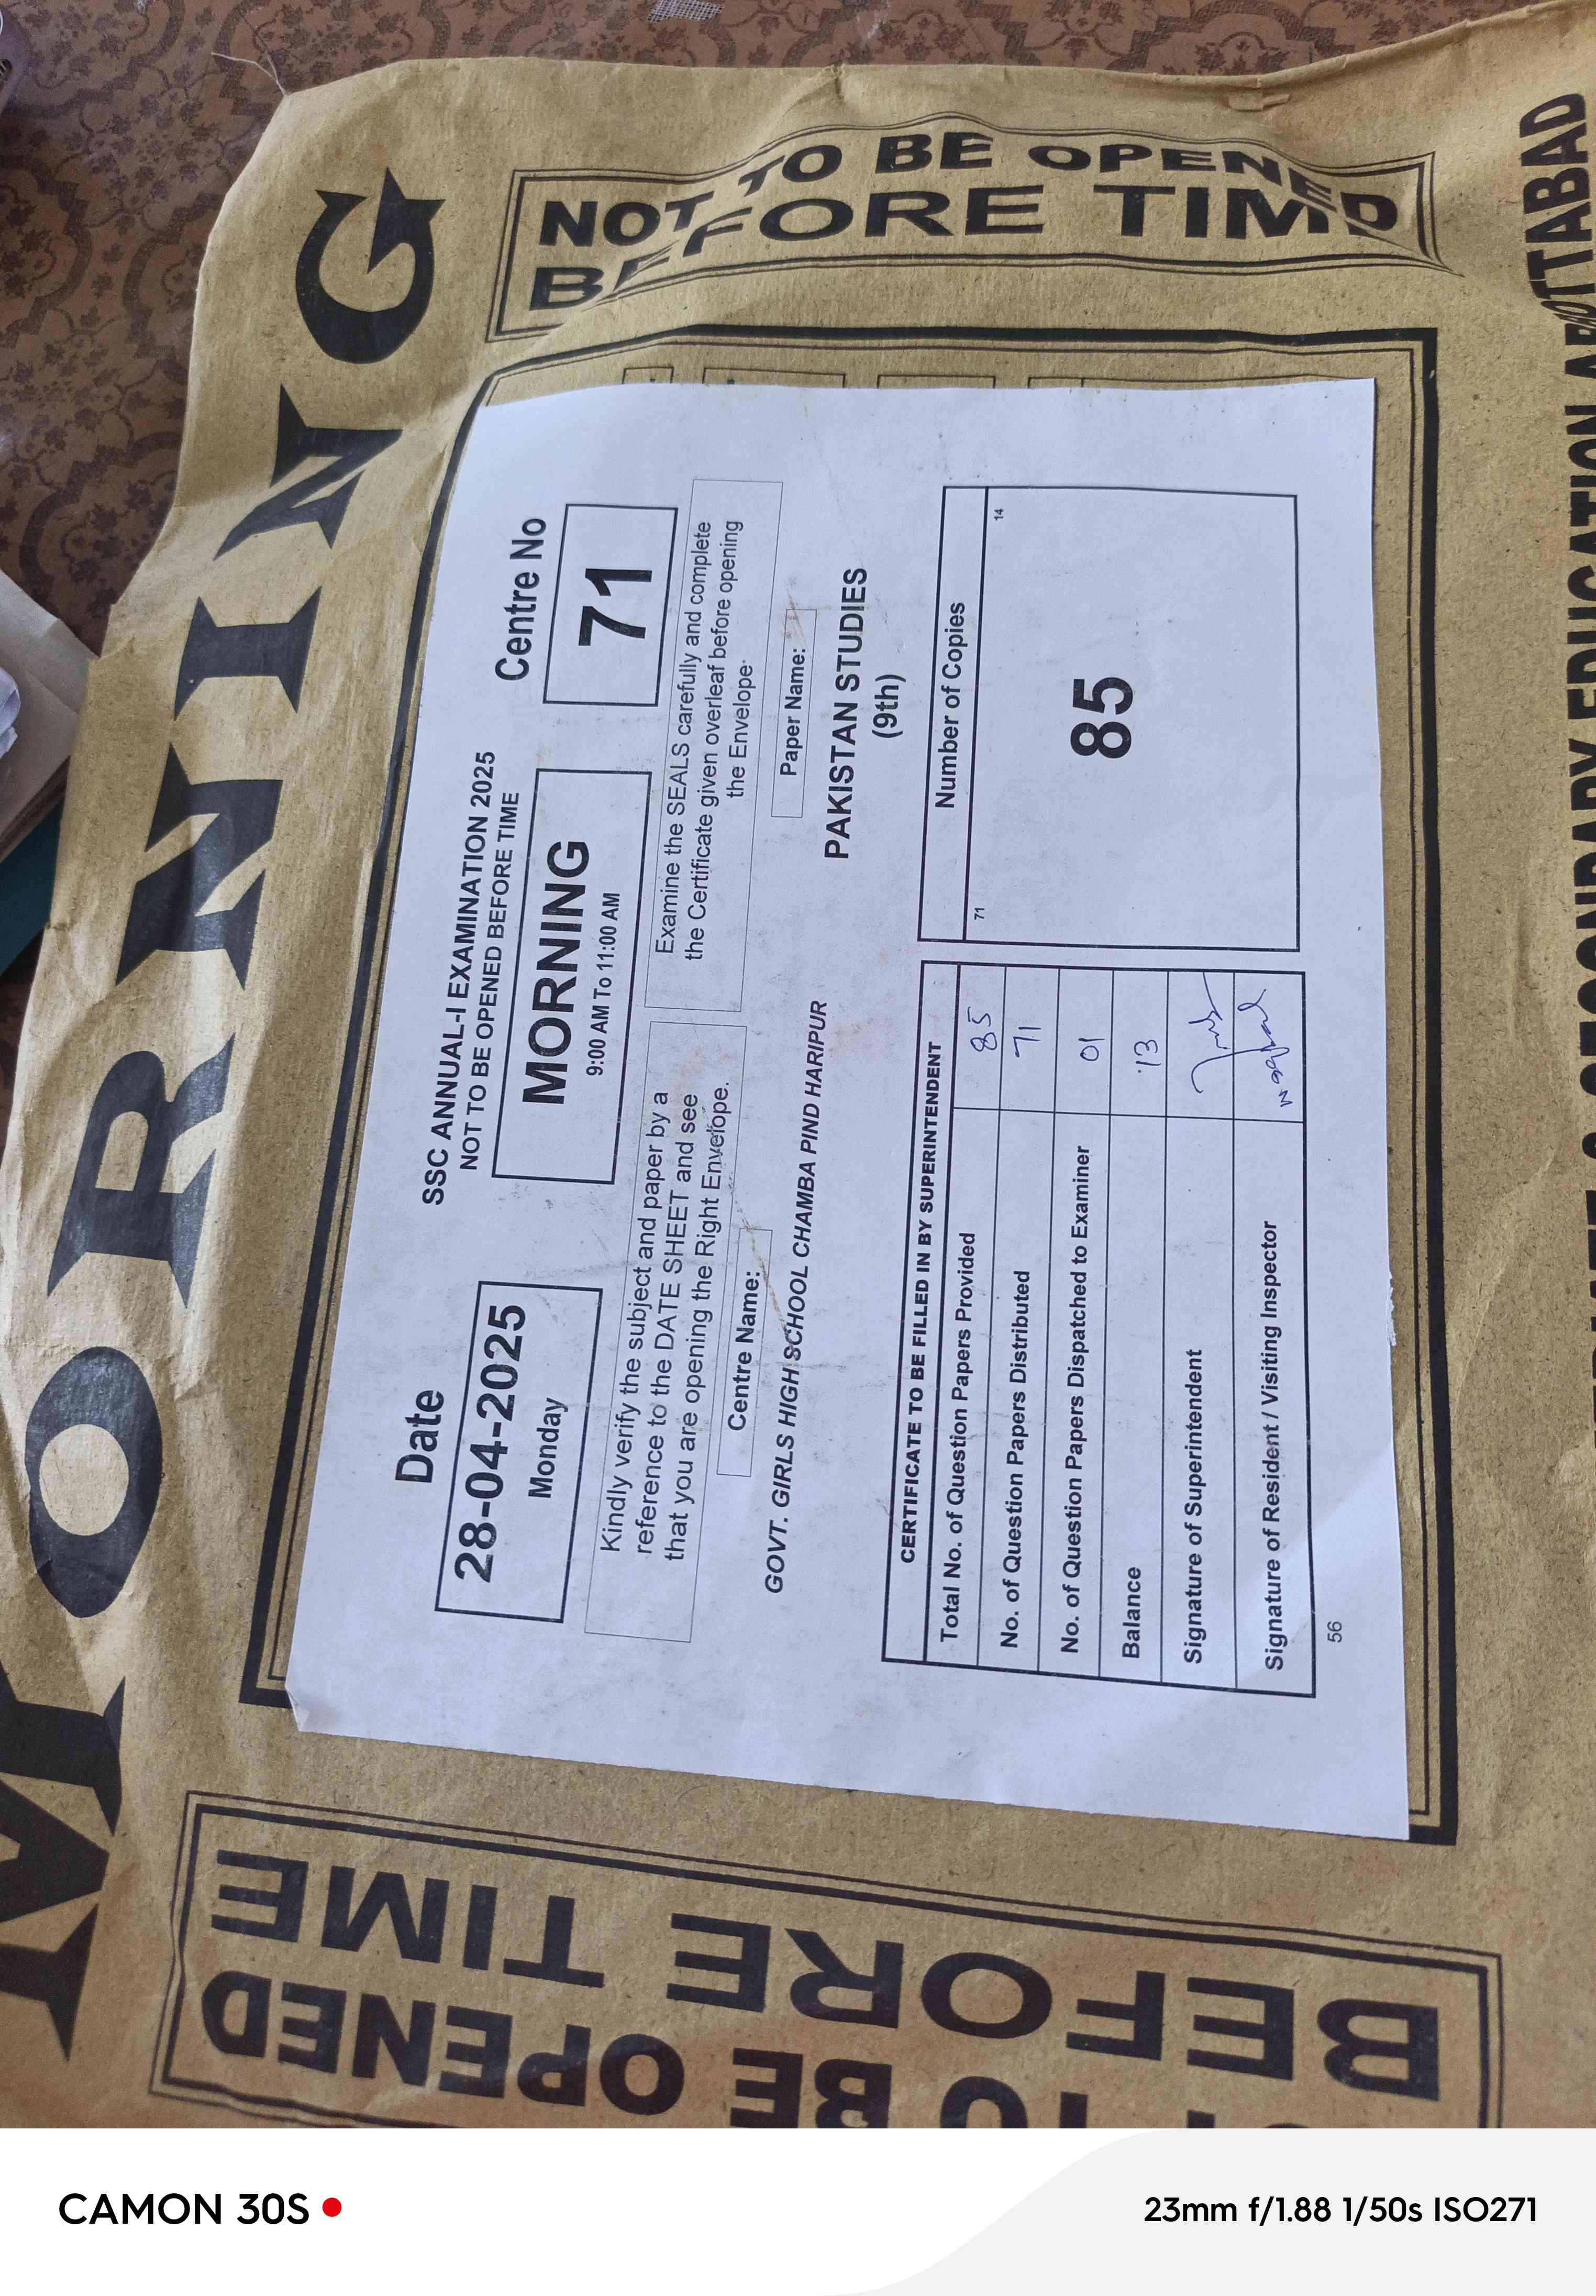 MORNING
NOT TO BE OPENED
BEFORE TIME
SSC ANNUAL-I EXAMINATION 2025
NOT TO BE OPENED BEFORE TIME
Date
28-04-2025
Monday
MORNING
9:00 AM To 11:00 AM
Centre No
71
Kindly verify the subject and paper by a
reference to the DATE SHEET and see
that you are opening the Right Envelope.
Examine the SEALS carefully and complete
the Certificate given overleaf before opening
the Envelope
Centre Name:
GOVT. GIRLS HIGH SCHOOL CHAMBA PIND HARIPUR
Paper Name:
PAKISTAN STUDIES
(9th)
CERTIFICATE TO BE FILLED IN BY SUPERINTENDENT
Total No. of Question Papers Provided 85
No. of Question Papers Distributed 71
No. of Question Papers Dispatched to Examiner 01
Balance 13
Signature of Superintendent
Signature of Resident / Visiting Inspector
Number of Copies
71 14
85
56
TO BE OPENED
BEFORE TIME
SECONDARY EDUCATION ABBOTTABAD
CAMON 30S
23mm f/1.88 1/50s ISO271